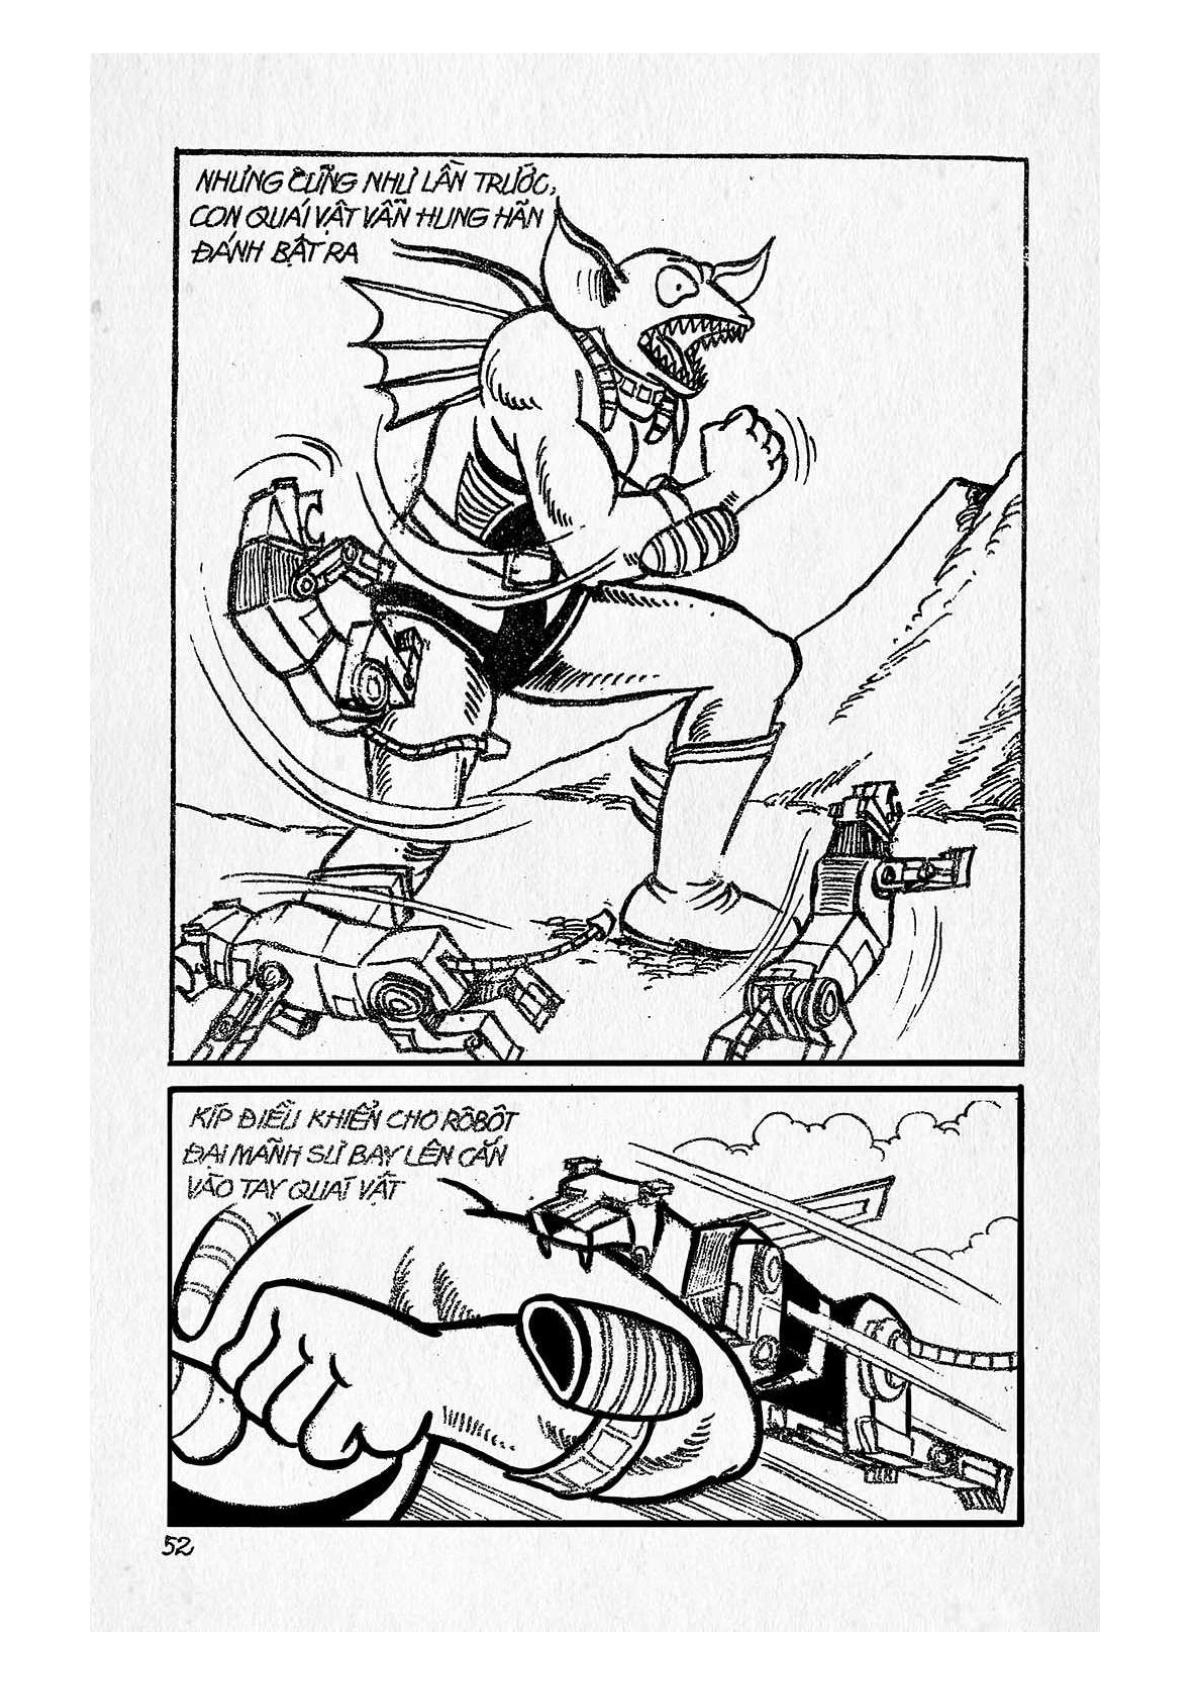 NHƯNG CŨNG NHƯ LẦN TRƯỚC,
CON QUÁI VẬT VẪN HUNG HÃN
ĐÁNH BẬT RA
KÍP ĐIỀU KHIỂN CHO RÔBÔT
ĐẠI MÃNH SƯ BAY LÊN CẮN
VÀO TAY QUÁI VẬT
52